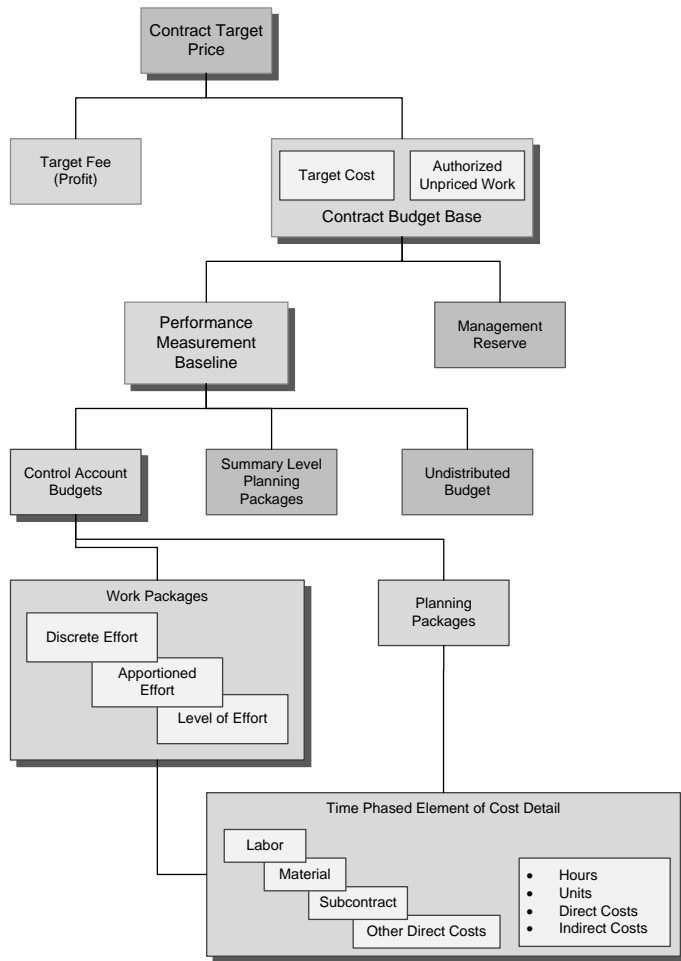 Contract Target
Price
Target Fee
(Profit)
Target Cost
Authorized
Unpriced Work
Contract Budget Base
Performance
Measurement
Baseline
Management
Reserve
Control Account
Budgets
Summary Level
Planning
Packages
Undistributed
Budget
Work Packages
Discrete Effort
Apportioned
Effort
Level of Effort
Planning
Packages
Time Phased Element of Cost Detail
Labor
Material
Subcontract
Other Direct Costs
• Hours
• Units
• Direct Costs
• Indirect Costs